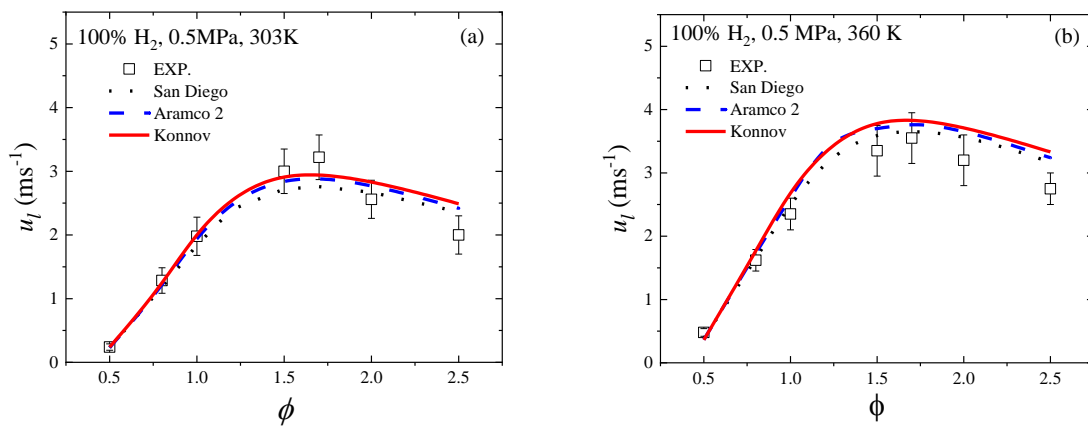 100% H2, 0.5MPa, 303K
(a)
EXP.
San Diego
Aramco 2
Konnov
5
4
3
2
1
0
ul (ms-1)
0.5 1.0 1.5 2.0 2.5
ϕ
100% H2, 0.5 MPa, 360 K
(b)
EXP.
San Diego
Aramco 2
Konnov
5
4
3
2
1
0
ul (ms-1)
0.5 1.0 1.5 2.0 2.5
ϕ